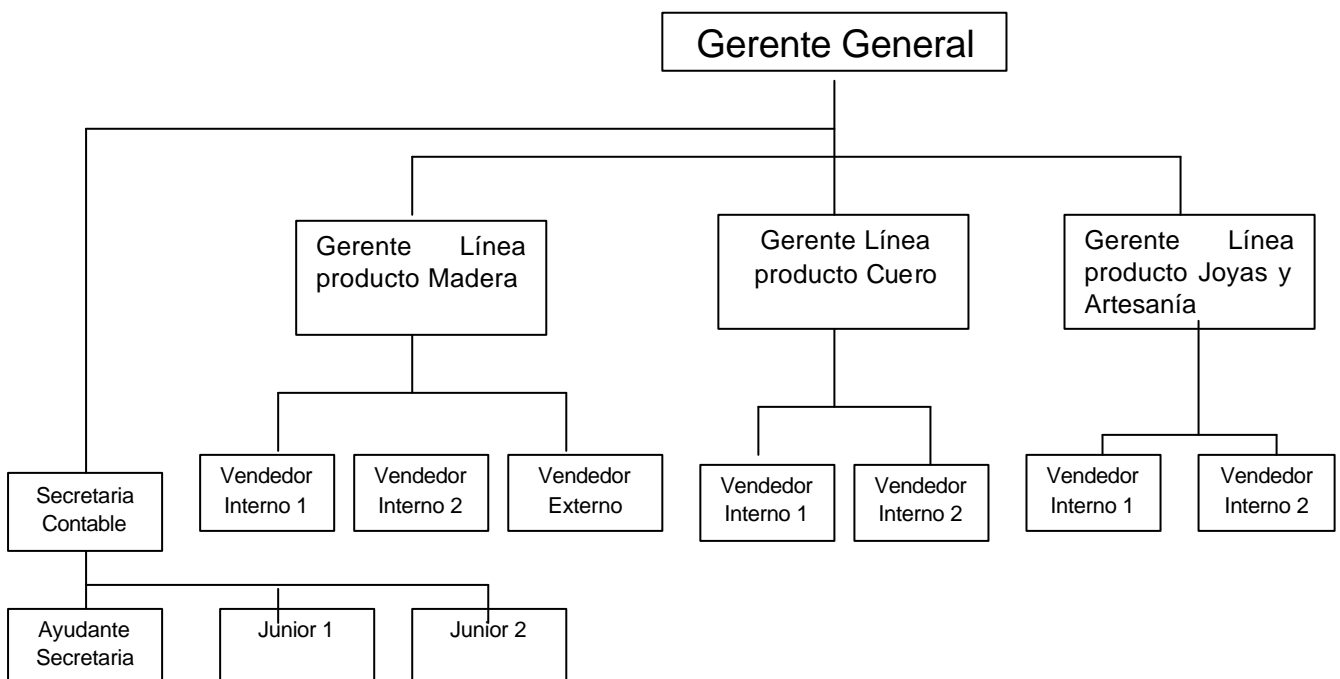 Gerente General
Gerente Línea
producto Madera
Gerente Línea
producto Cuero
Gerente Línea
producto Joyas y
Artesanía
Vendedor
Interno 1
Vendedor
Interno 2
Vendedor
Externo
Vendedor
Interno 1
Vendedor
Interno 2
Vendedor
Interno 1
Vendedor
Interno 2
Secretaria
Contable
Ayudante
Secretaria
Junior 1
Junior 2